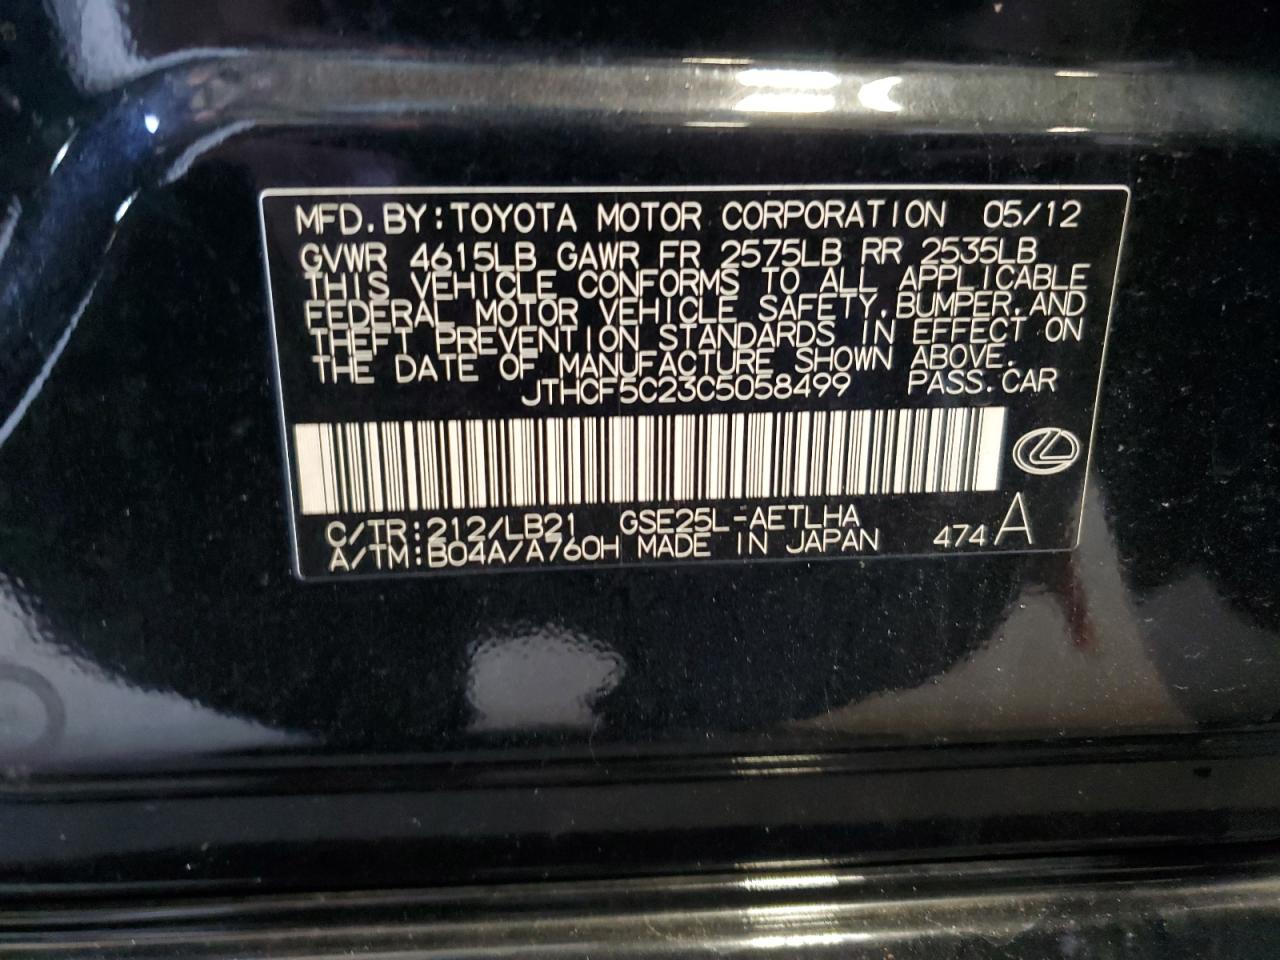 MFD.BY:TOYOTA MOTOR CORPORATION 05/12
GVWR 4615LB GAWR FR 2575LB RR 2535LB
THIS VEHICLE CONFORMS TO ALL APPLICABLE
FEDERAL MOTOR VEHICLE SAFETY,BUMPER,AND
THEFT PREVENTION STANDARDS IN EFFECT ON
THE DATE OF MANUFACTURE SHOWN ABOVE.
JTHCF5C23C5058499 PASS.CAR
C/TR:212/LB21 GSE25L-AETLHA
A/TM:B04A/A760H MADE IN JAPAN 474A